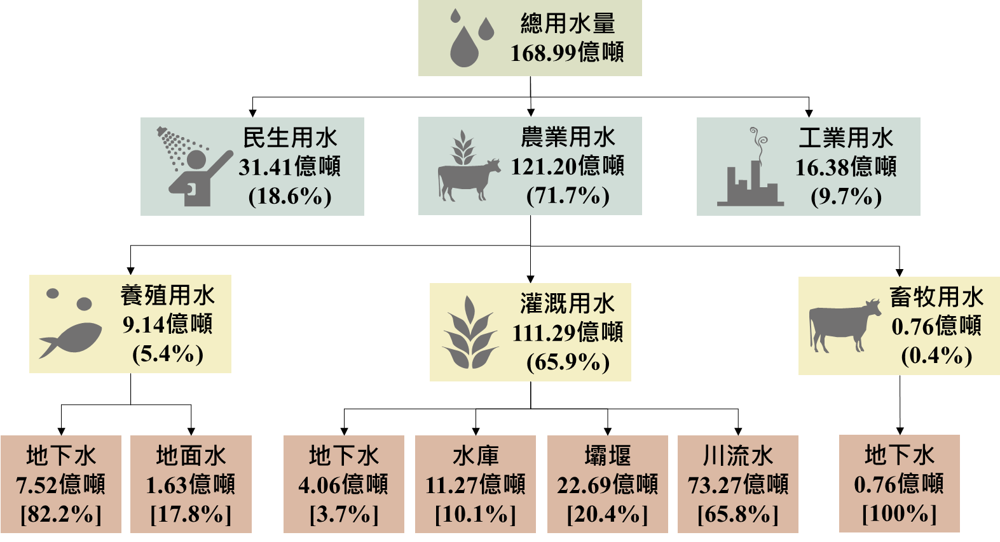 總用水量
168.99億噸
民生用水
31.41億噸
(18.6%)
農業用水
121.20億噸
(71.7%)
工業用水
16.38億噸
(9.7%)
養殖用水
9.14億噸
(5.4%)
灌溉用水
111.29億噸
(65.9%)
畜牧用水
0.76億噸
(0.4%)
地下水
7.52億噸
[82.2%]
地面水
1.63億噸
[17.8%]
地下水
4.06億噸
[3.7%]
水庫
11.27億噸
[10.1%]
壩堰
22.69億噸
[20.4%]
川流水
73.27億噸
[65.8%]
地下水
0.76億噸
[100%]